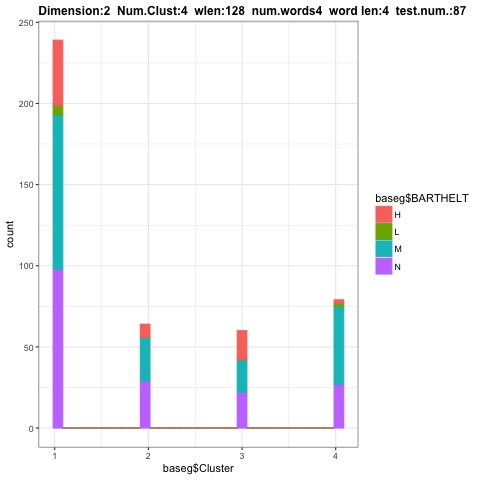 Dimension:2 Num.Clust:4 wlen:128 num.words4 word len:4 test.num.:87
250
200
150
100
50
0
count
1 2 3 4
baseg$Cluster
baseg$BARTHELT
H
L
M
N